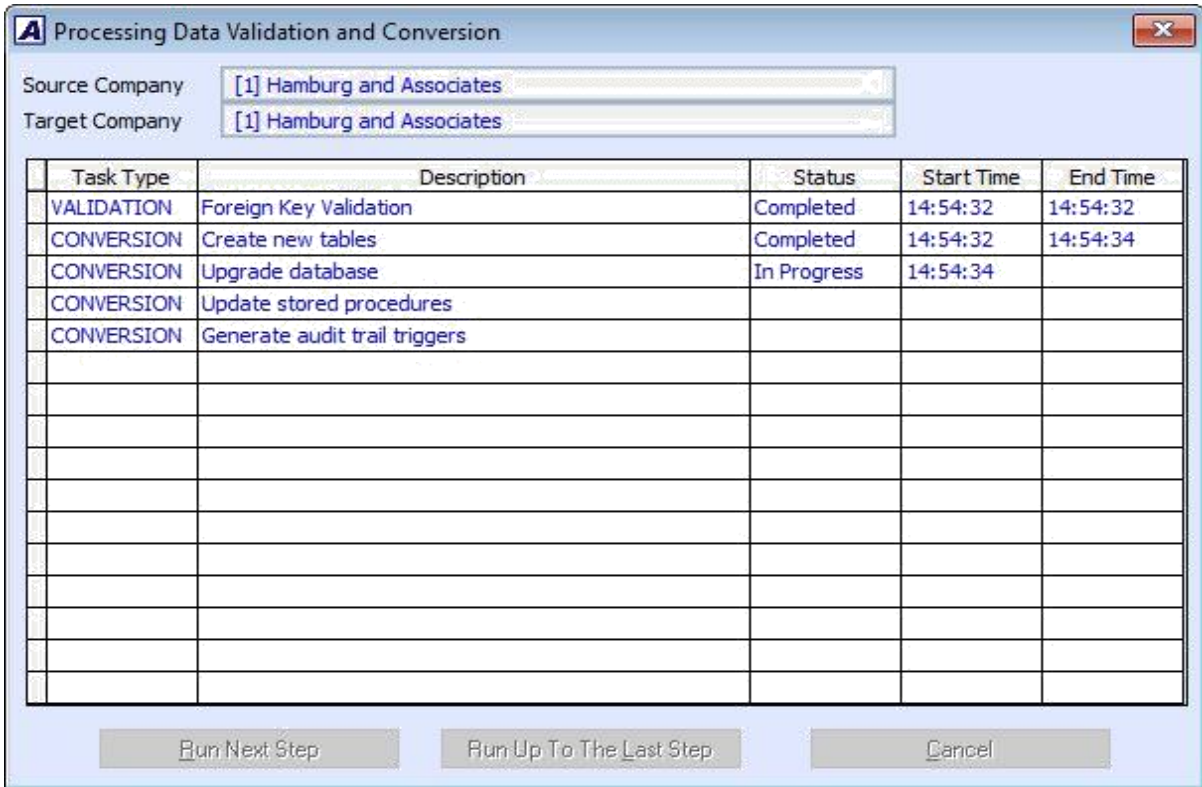 A Processing Data Validation and Conversion
Source Company [1] Hamburg and Associates
Target Company [1] Hamburg and Associates
Task Type Description Status Start Time End Time
VALIDATION Foreign Key Validation Completed 14:54:32 14:54:32
CONVERSION Create new tables Completed 14:54:32 14:54:34
CONVERSION Upgrade database In Progress 14:54:34
CONVERSION Update stored procedures
CONVERSION Generate audit trail triggers
Run Next Step Run Up To The Last Step Cancel